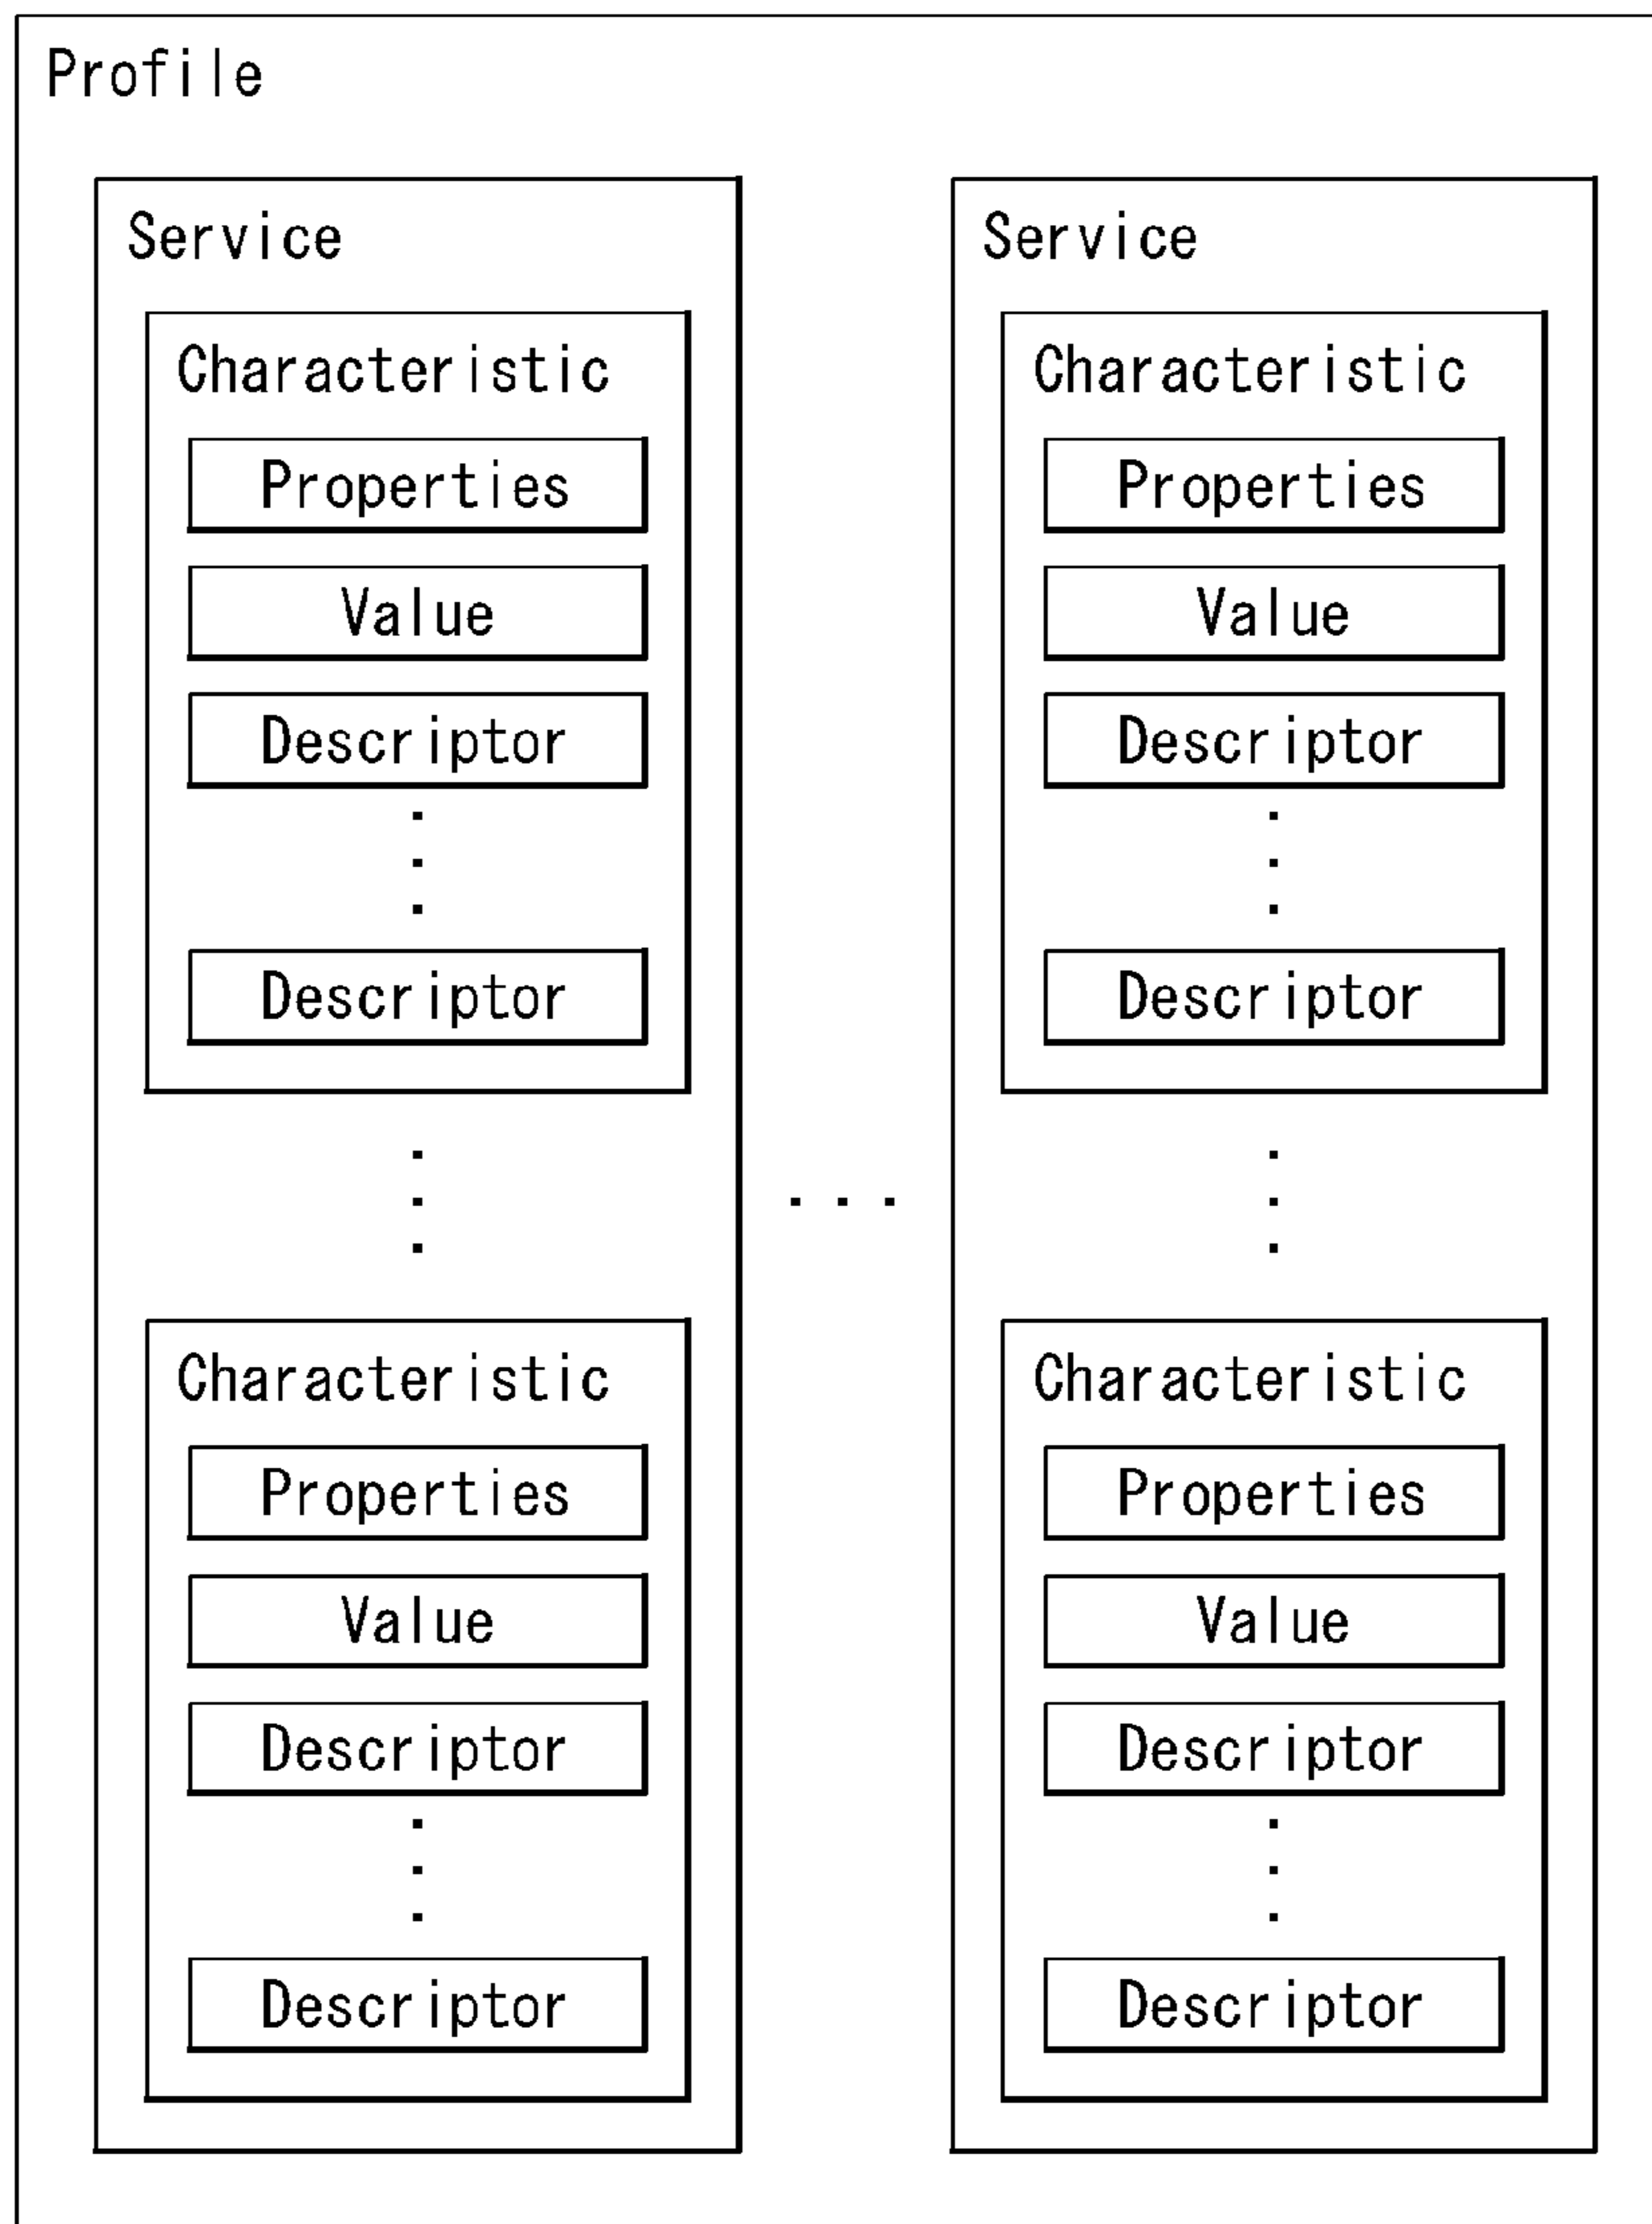 Profile
Service
Characteristic
Properties
Value
Descriptor
Descriptor
Characteristic
Properties
Value
Descriptor
Descriptor
Service
Characteristic
Properties
Value
Descriptor
Descriptor
Characteristic
Properties
Value
Descriptor
Descriptor